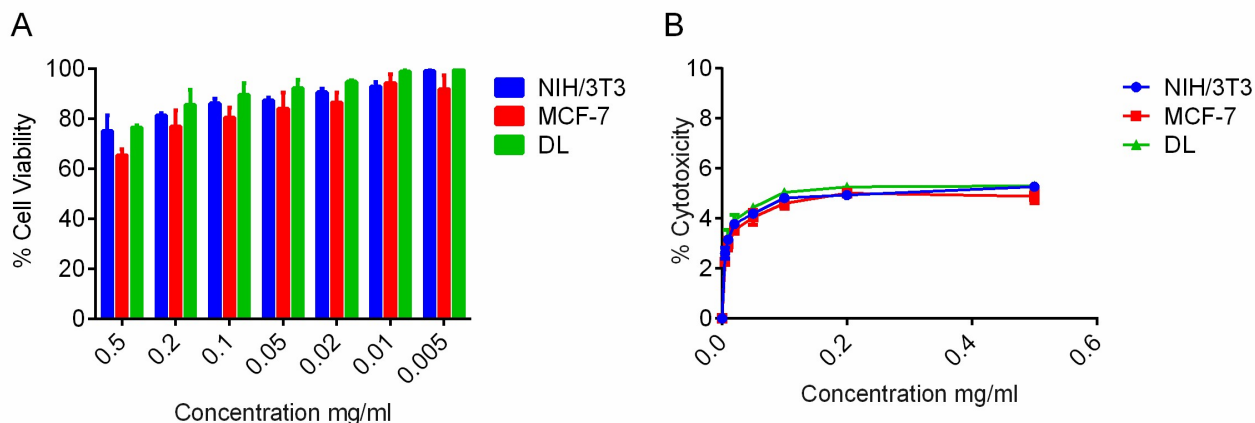 A
% Cell Viability
100
80
60
40
20
0
0.5
0.2
0.1
0.05
0.02
0.01
0.005
Concentration mg/ml
NIH/3T3
MCF-7
DL
B
% Cytotoxicity
10
8
6
4
2
0
0.0
0.2
0.4
0.6
Concentration mg/ml
NIH/3T3
MCF-7
DL